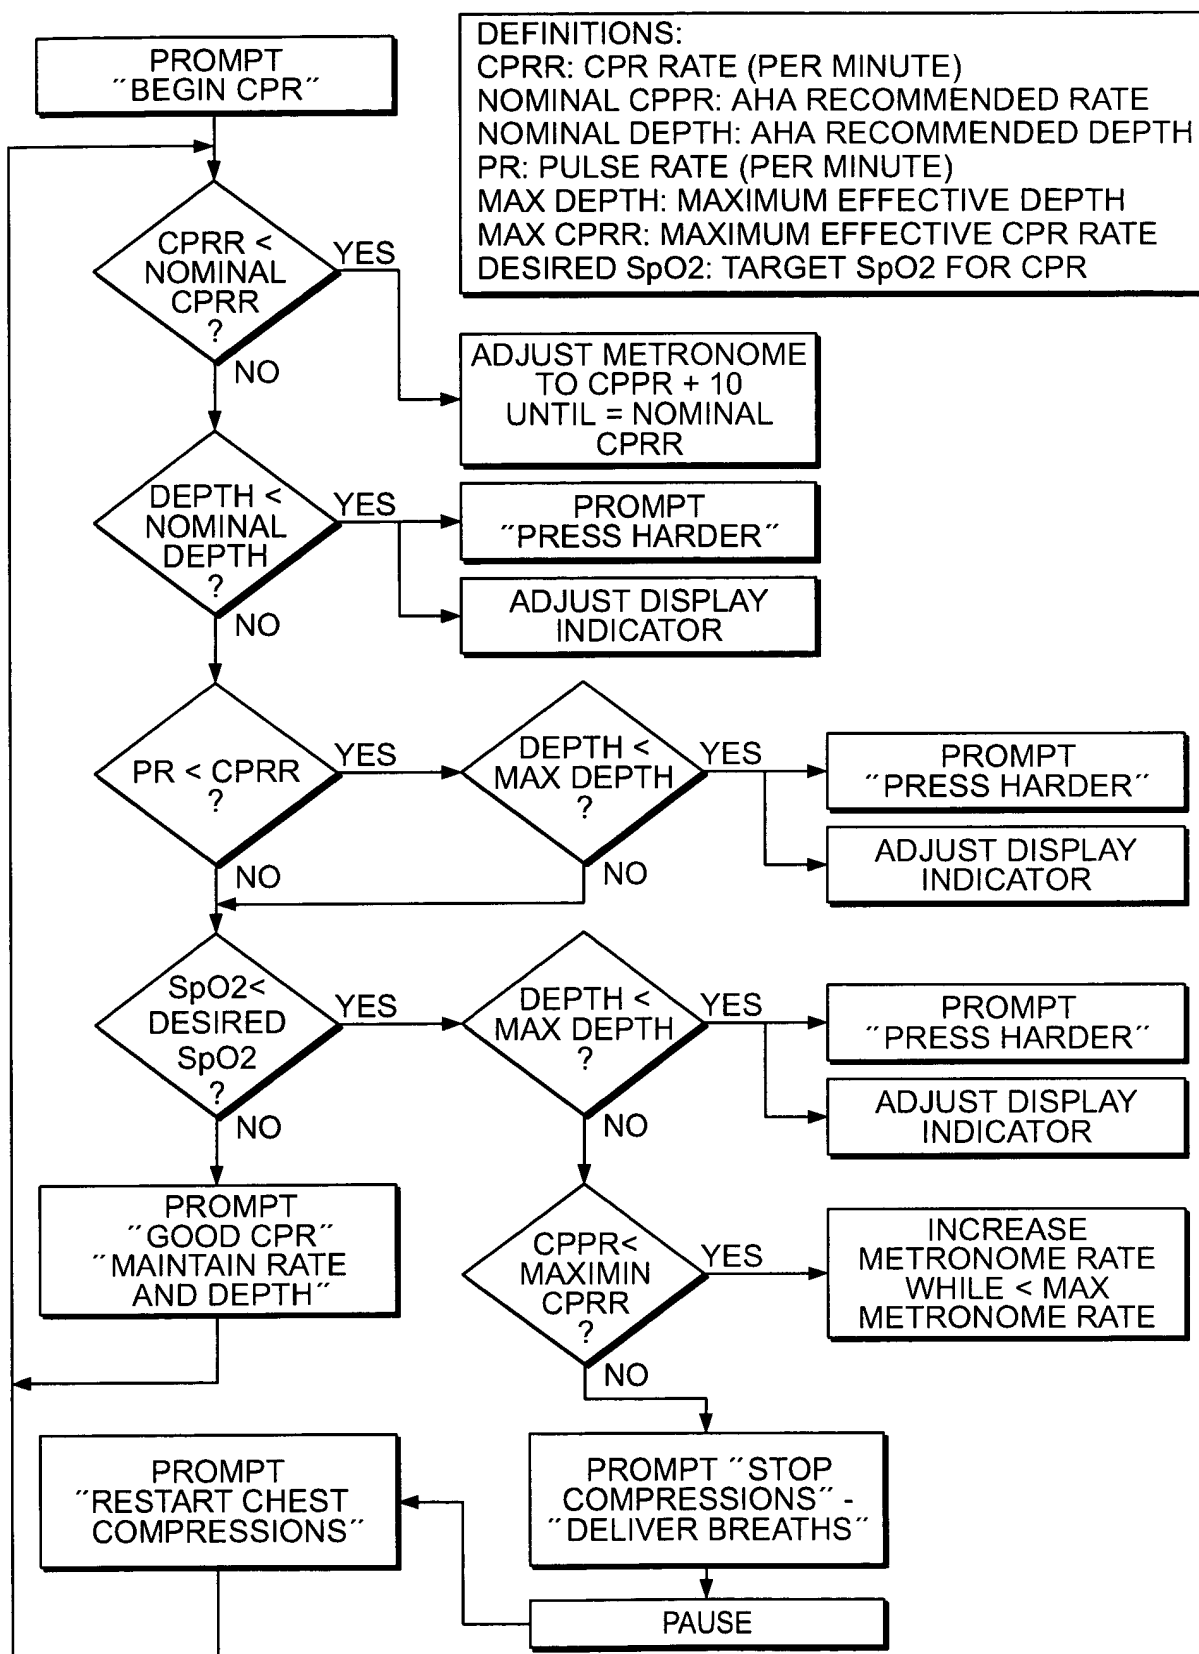 PROMPT
"BEGIN CPR"
DEFINITIONS:
CPRR: CPR RATE (PER MINUTE)
NOMINAL CPPR: AHA RECOMMENDED RATE
NOMINAL DEPTH: AHA RECOMMENDED DEPTH
PR: PULSE RATE (PER MINUTE)
MAX DEPTH: MAXIMUM EFFECTIVE DEPTH
MAX CPRR: MAXIMUM EFFECTIVE CPR RATE
DESIRED SpO2: TARGET SpO2 FOR CPR
CPRR <
NOMINAL
CPRR
?
YES
NO
ADJUST METRONOME
TO CPPR + 10
UNTIL = NOMINAL
CPRR
DEPTH <
NOMINAL
DEPTH
?
YES
NO
PROMPT
"PRESS HARDER"
ADJUST DISPLAY
INDICATOR
PR < CPRR
?
YES
NO
DEPTH <
MAX DEPTH
?
YES
NO
PROMPT
"PRESS HARDER"
ADJUST DISPLAY
INDICATOR
SpO2<
DESIRED
SpO2
?
YES
NO
DEPTH <
MAX DEPTH
?
YES
NO
PROMPT
"PRESS HARDER"
ADJUST DISPLAY
INDICATOR
PROMPT
"GOOD CPR"
"MAINTAIN RATE
AND DEPTH"
CPPR<
MAXIMIN
CPRR
?
YES
NO
INCREASE
METRONOME RATE
WHILE < MAX
METRONOME RATE
PROMPT
"RESTART CHEST
COMPRESSIONS"
PROMPT "STOP
COMPRESSIONS" -
"DELIVER BREATHS"
PAUSE